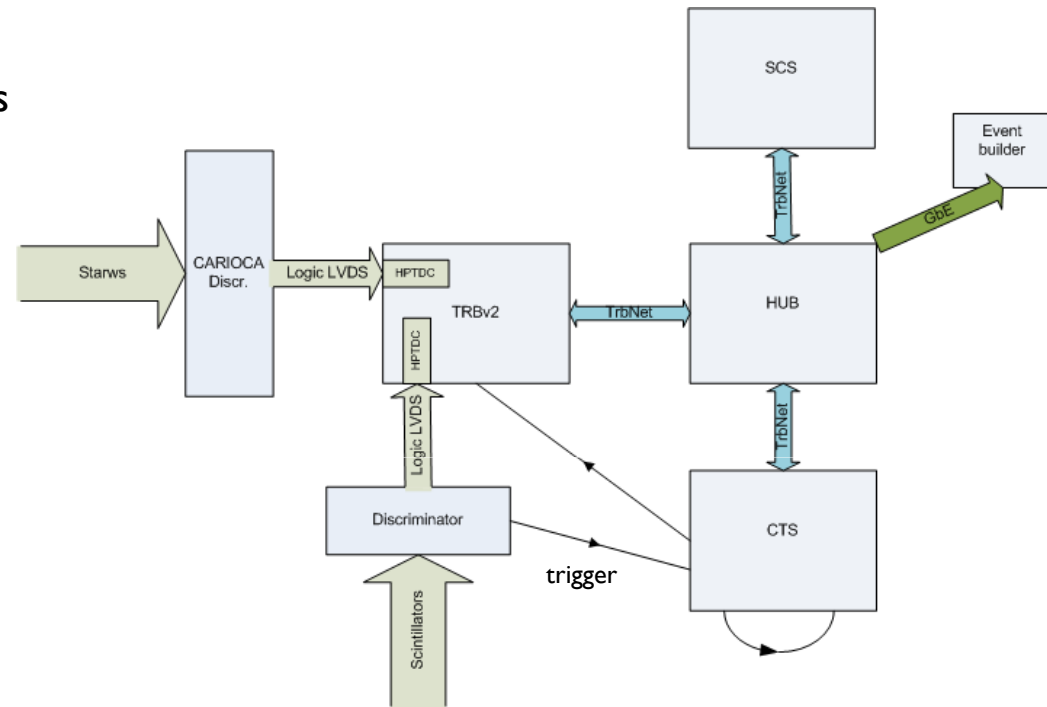 s
SCS
Event
builder
TrbNet
GbE
Starws
CARIOCA
Discr.
Logic LVDS
HPTDC
TRBv2
TrbNet
HUB
HPTDC
Logic LVDS
TrbNet
Discriminator
CTS
trigger
Scintillators